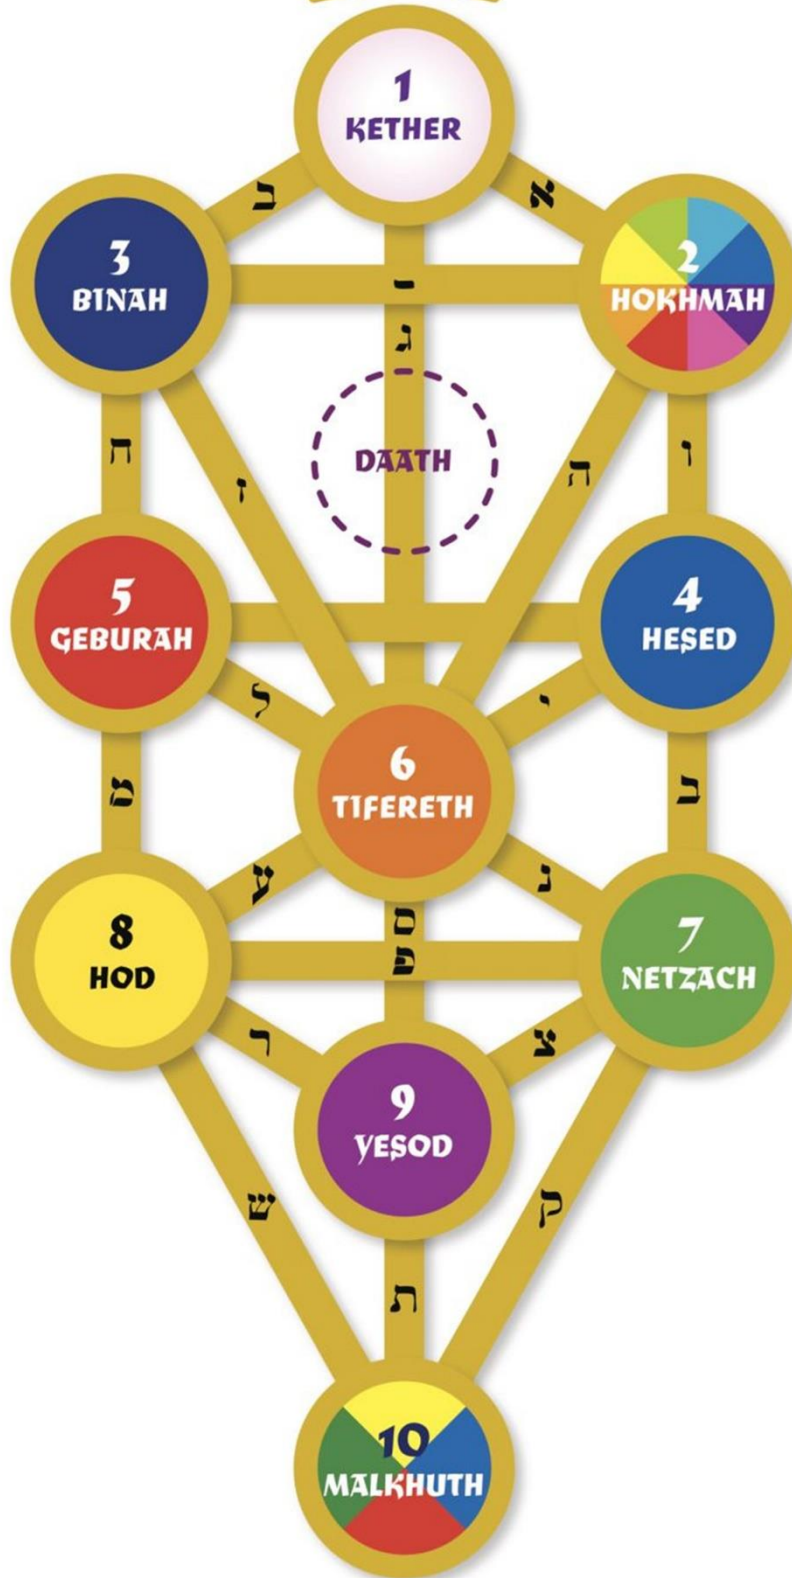 1
KETHER
ב א
3
BINAH
2
HOKHMAH
ג
DAATH
ח ז ה ו
5
GEBURAH
4
HESED
ל י
6
TIFERETH
ע נ
8
HOD
7
NETZACH
ר צ
9
YESOD
ש ק
ת
10
MALKHUTH